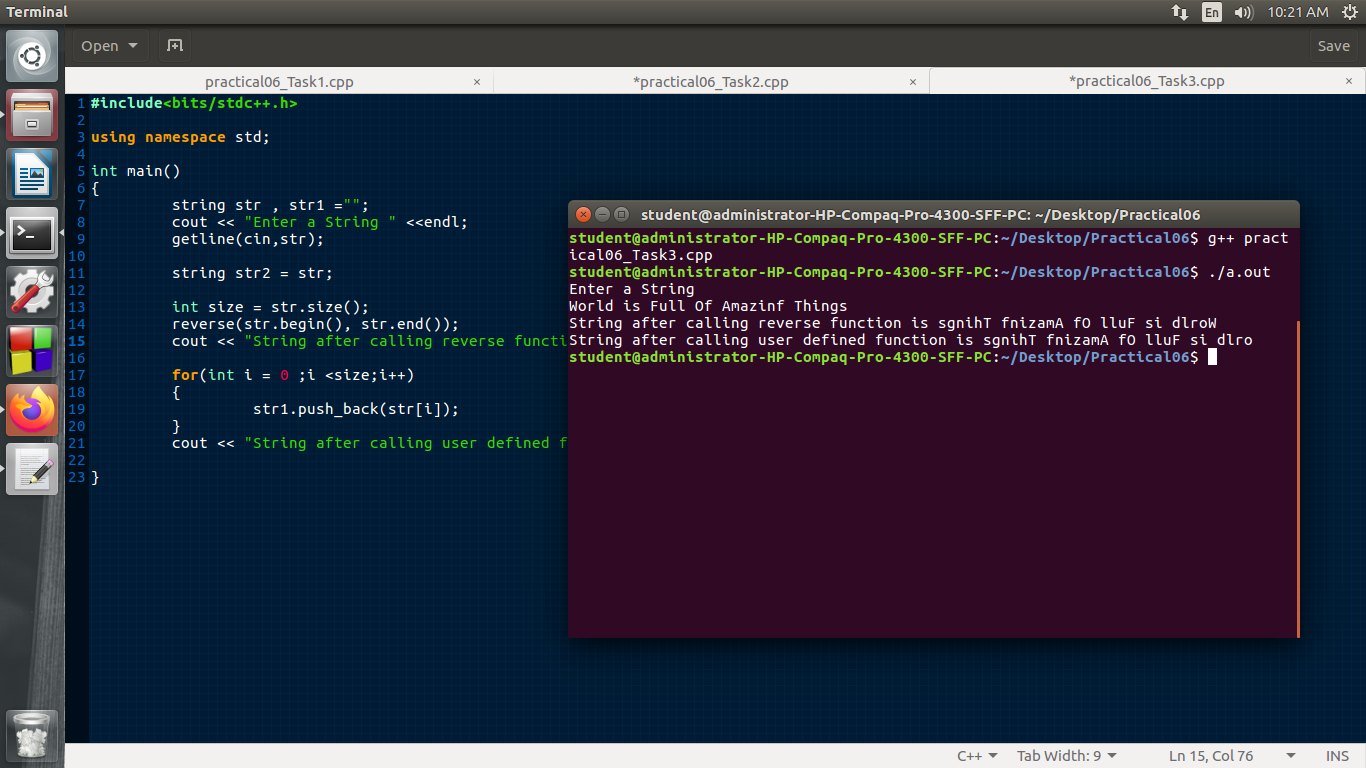 Terminal
En
10:21 AM
Open
Save
practical06_Task1.cpp ×
*practical06_Task2.cpp ×
*practical06_Task3.cpp ×
1 #include<bits/stdc++.h>
2
3 using namespace std;
4
5 int main()
6 {
7 string str , str1 ="";
8 cout << "Enter a String " <<endl;
9 getline(cin,str);
10
11 string str2 = str;
12
13 int size = str.size();
14 reverse(str.begin(), str.end());
15 cout << "String after calling reverse functi
16
17 for(int i = 0 ;i <size;i++)
18 {
19 str1.push_back(str[i]);
20 }
21 cout << "String after calling user defined f
22
23 }
student@administrator-HP-Compaq-Pro-4300-SFF-PC: ~/Desktop/Practical06
student@administrator-HP-Compaq-Pro-4300-SFF-PC:~/Desktop/Practical06$ g++ pract
ical06_Task3.cpp
student@administrator-HP-Compaq-Pro-4300-SFF-PC:~/Desktop/Practical06$ ./a.out
Enter a String
World is Full Of Amazinf Things
String after calling reverse function is sgnihT fnizamA fO lluF si dlroW
String after calling user defined function is sgnihT fnizamA fO lluF si dlro
student@administrator-HP-Compaq-Pro-4300-SFF-PC:~/Desktop/Practical06$
C++
Tab Width: 9
Ln 15, Col 76
INS